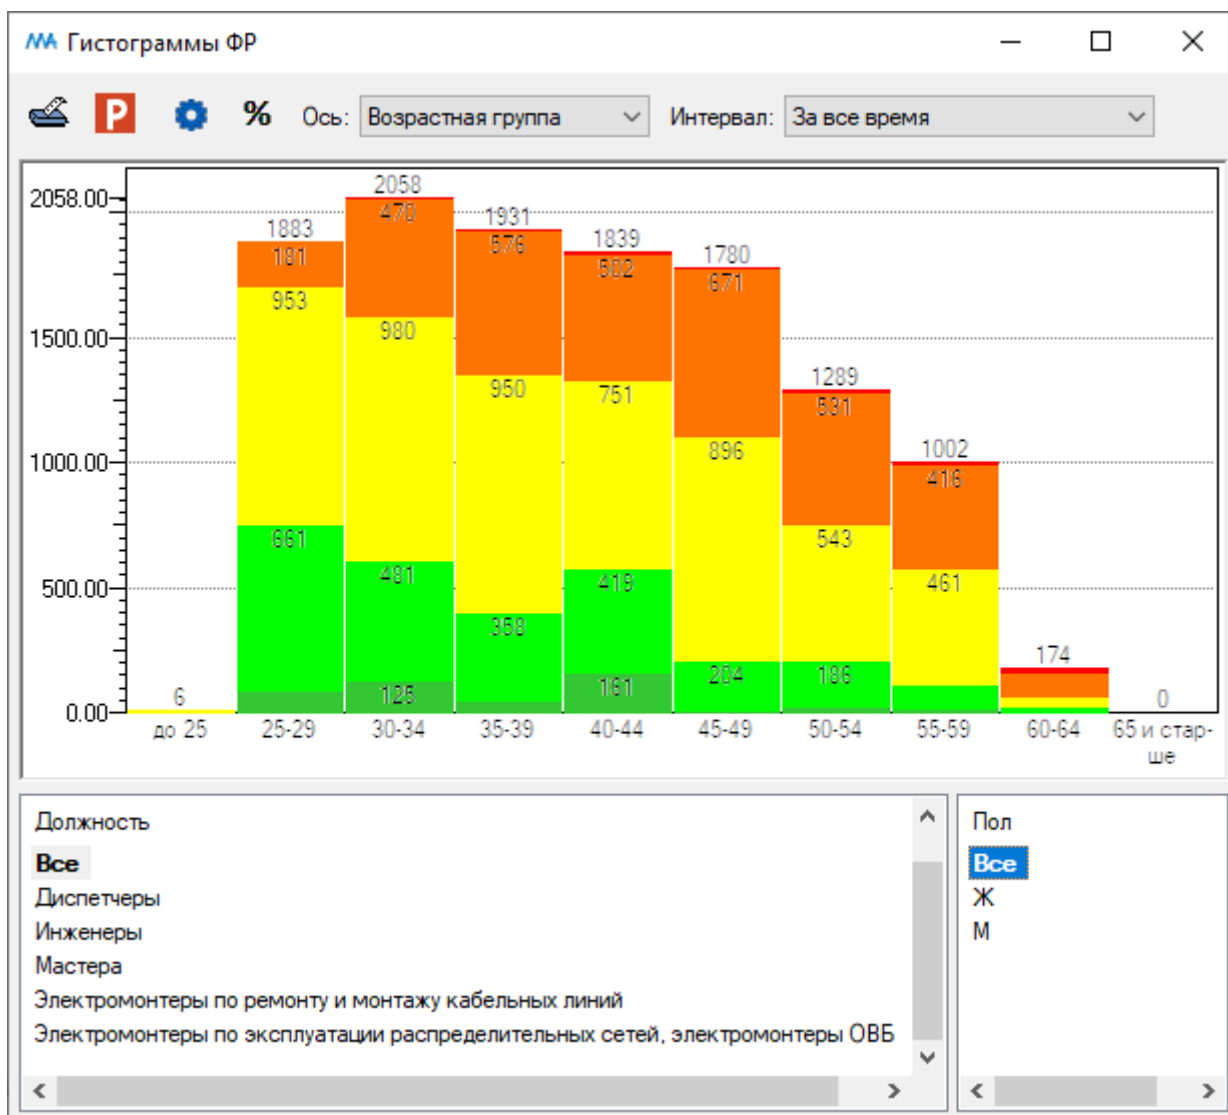 Гистограммы ФР
% Ось: Возрастная группа Интервал: За все время
2058.00
1500.00
1000.00
500.00
0.00
6
1883
181
953
661
2058
470
980
481
125
1931
576
950
358
1839
502
751
419
161
1780
671
896
204
1289
531
543
186
1002
416
461
174
0
до 25 25-29 30-34 35-39 40-44 45-49 50-54 55-59 60-64 65 и стар-
ше
Должность
Все
Диспетчеры
Инженеры
Мастера
Электромонтеры по ремонту и монтажу кабельных линий
Электромонтеры по эксплуатации распределительных сетей, электромонтеры ОВБ
Пол
Все
Ж
М